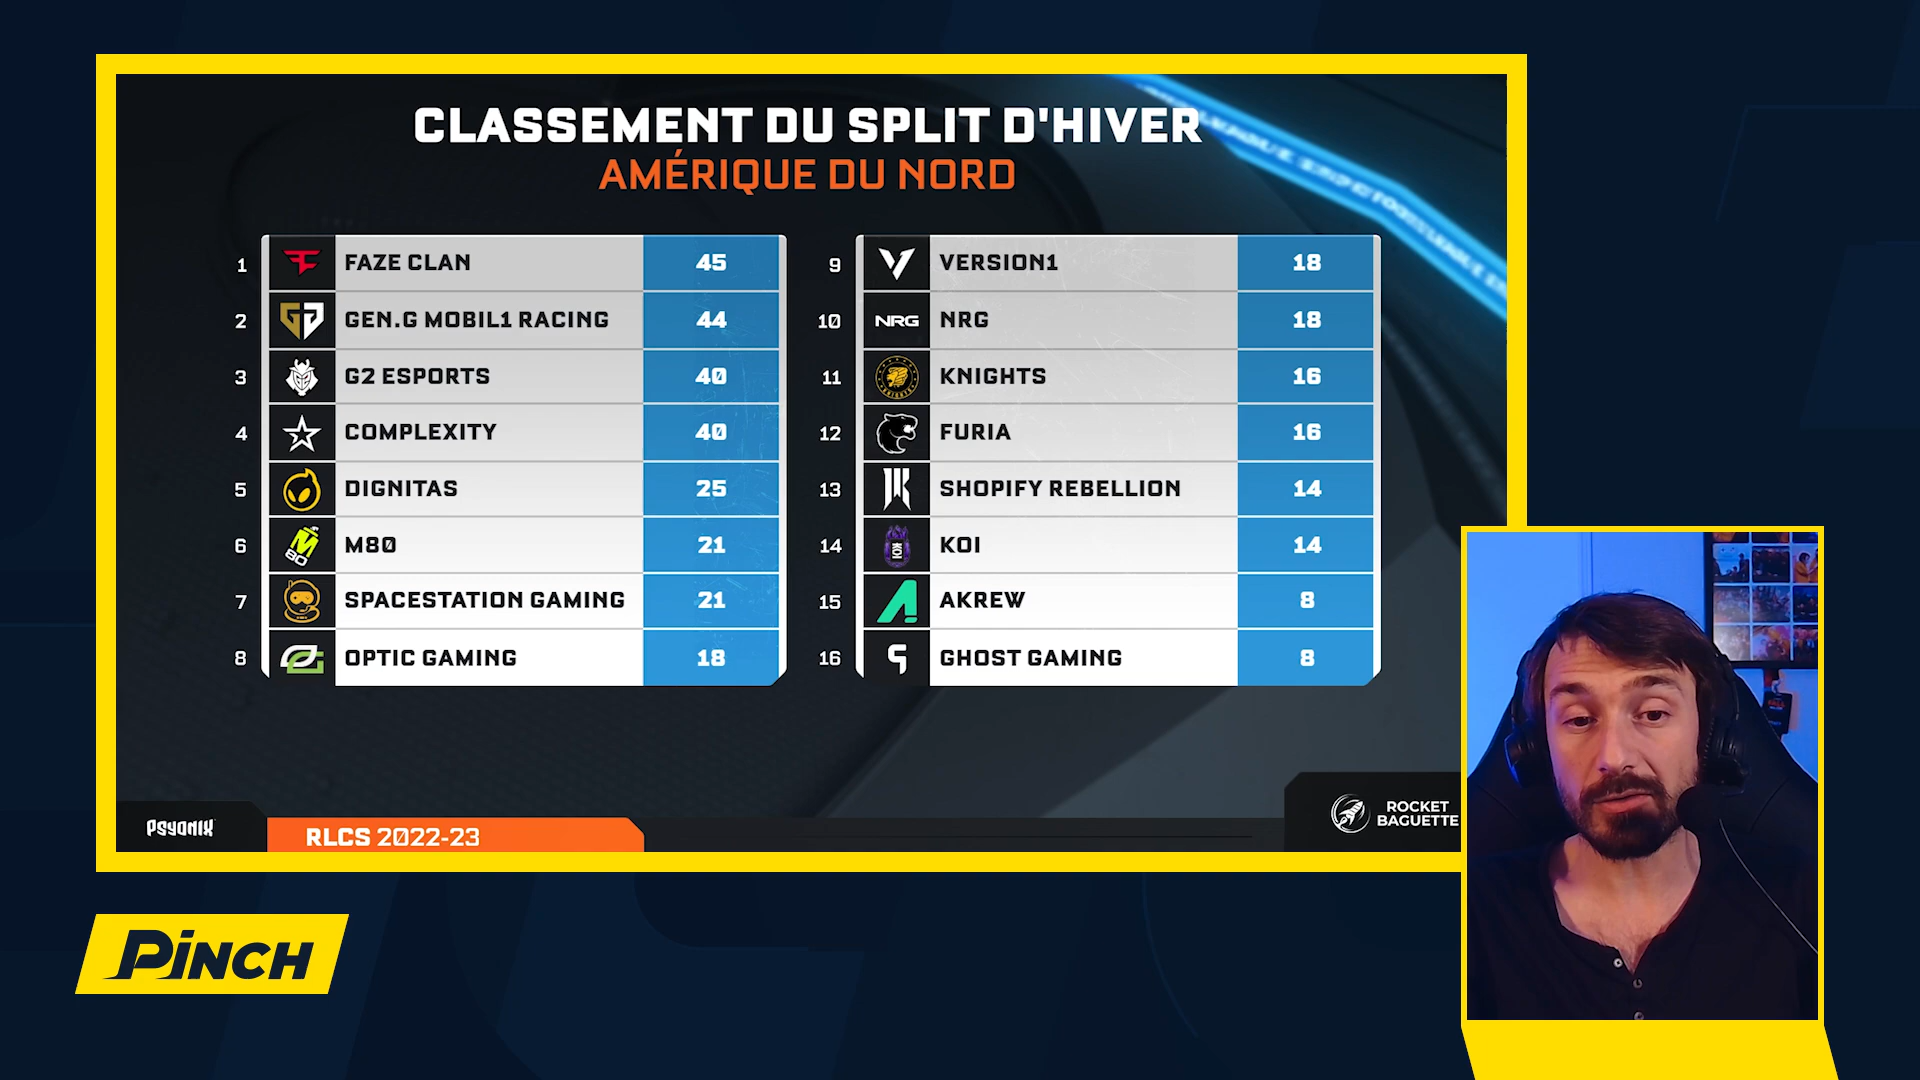 CLASSEMENT DU SPLIT D'HIVER
AMÉRIQUE DU NORD
1 FAZE CLAN 45
2 GEN.G MOBIL1 RACING 44
3 G2 ESPORTS 40
4 COMPLEXITY 40
5 DIGNITAS 25
6 M80 21
7 SPACESTATION GAMING 21
8 OPTIC GAMING 18
9 VERSION1 18
10 NRG NRG 18
11 KNIGHTS 16
12 FURIA 16
13 SHOPIFY REBELLION 14
14 KOI KOI 14
15 AKREW 8
16 GHOST GAMING 8
PSYONIX
RLCS 2022-23
ROCKET
BAGUETTE
PINCH